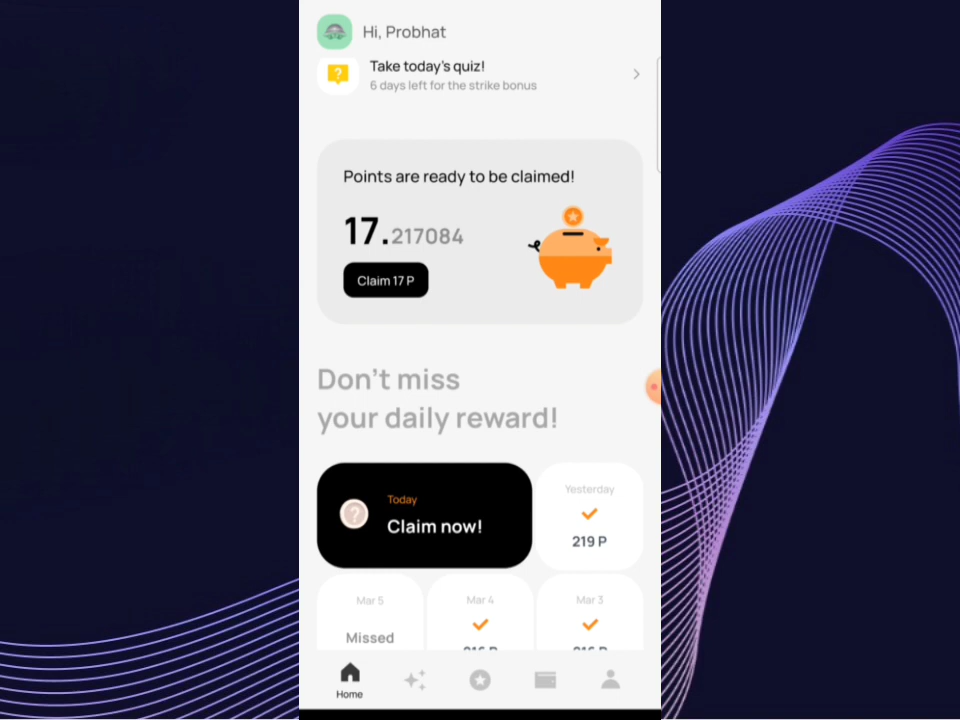 Hi, Probhat
Take today's quiz!
6 days left for the strike bonus
Points are ready to be claimed!
17.217084
Claim 17 P
Don't miss
your daily reward!
Today
Claim now!
Yesterday
219 P
Mar 5
Missed
Mar 4
Mar 3
Home